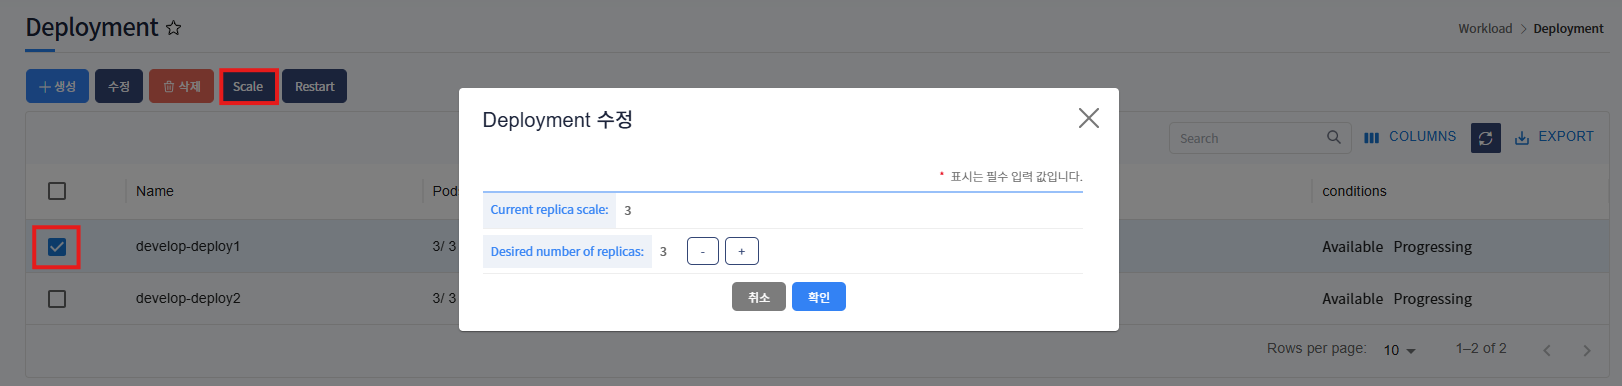 Deployment
Workload > Deployment
생성 수정 삭제 Scale Restart
Deployment 수정
Search COLUMNS EXPORT
* 표시는 필수 입력 값입니다.
Name Pod conditions
Current replica scale: 3
develop-deploy1 3/ 3 Available Progressing
Desired number of replicas: 3 - +
develop-deploy2 3/ 3 Available Progressing
취소 확인
Rows per page: 10 1–2 of 2